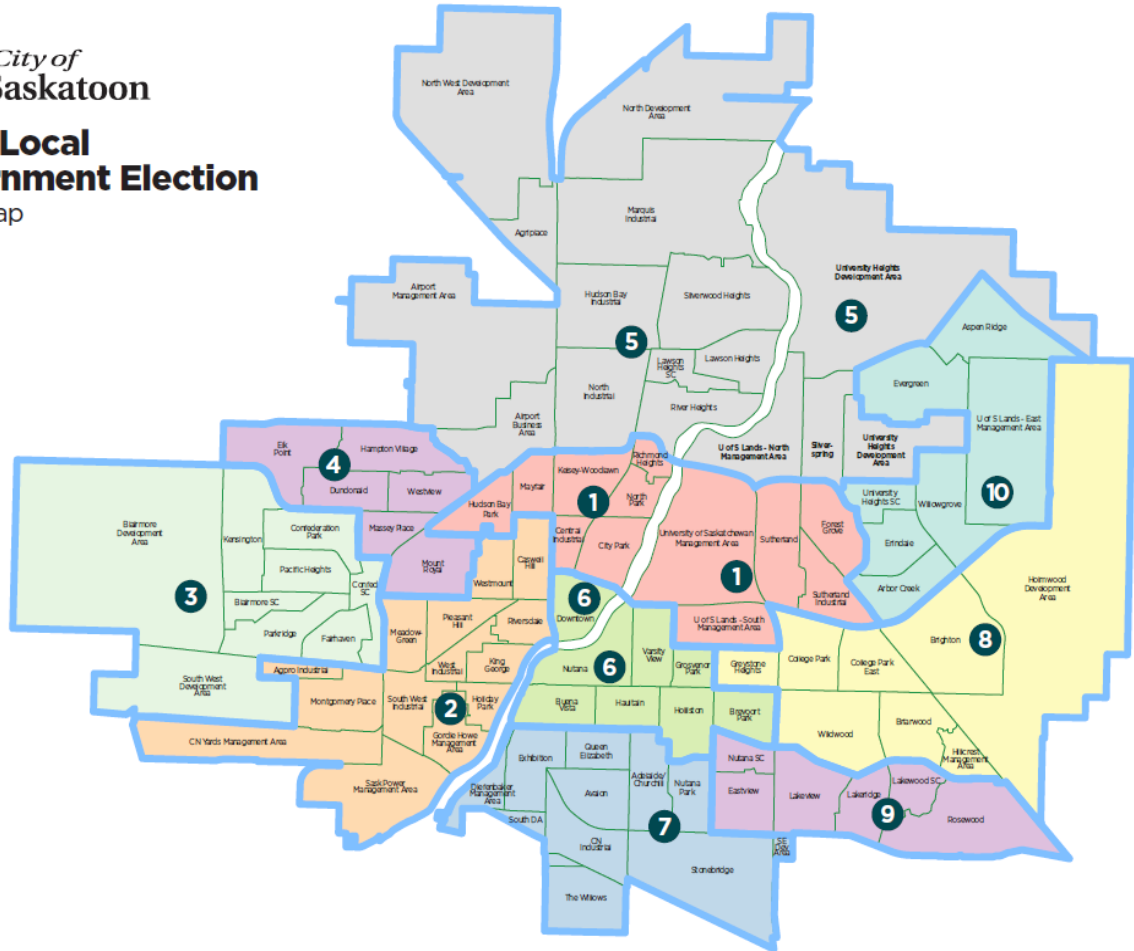 City of
Saskatoon
Local
rnment Election
ap
North West Development
Area
North Development
Area
Marquis
Industrial
Agriplace
University Heights
Development Area
Airport
Management Area
Hudson Bay
Industrial
Silverwood Heights
5
5
Aspen Ridge
Lawson
Heights
SC
Lawson Heights
Evergreen
North
Industrial
River Heights
Airport
Business
Area
U of S Lands - East
Management Area
Elk
Point
Hampton Village
U of S Lands - North
Management Area
Silver-
spring
University
Heights
Development
Area
4
Kelsey-Woodlawn
Richmond
Heights
Dundonald
Westview
Mayfair
Hudson Bay
Park
1
North
Park
University
Heights SC
Willowgrove
10
Blairmore
Development
Area
Kensington
Confederation
Park
Massey Place
Central
Industrial
City Park
University of Saskatchewan
Management Area
Sutherland
Forest
Grove
Erindale
Pacific Heights
Confed
SC
Mount
Royal
Westmount
Caswell
Hill
1
Sutherland
Industrial
Arbor Creek
Holmwood
Development
Area
3
Blairmore SC
6
Downtown
Parkridge
Fairhaven
Meadow-
Green
Pleasant
Hill
Riversdale
U of S Lands - South
Management Area
Brighton
8
Agpro Industrial
West
Industrial
King
George
Nutana
6
Varsity
View
Grosvenor
Park
Greystone
Heights
College Park
College Park
East
South West
Development
Area
Montgomery Place
South West
Industrial
2
Holiday
Park
Buena
Vista
Haultain
Holliston
Brevoort
Park
Wildwood
Briarwood
CN Yards Management Area
Gordie Howe
Management
Area
Hillcrest
Management
Area
SaskPower
Management Area
Exhibition
Queen
Elizabeth
Adelaide/
Churchill
Nutana
Park
Nutana SC
Eastview
Lakeview
Lakeridge
Lakewood SC
9
Rosewood
Diefenbaker
Management
Area
Avalon
South DA
7
CN
Industrial
SE
Dev
Area
Stonebridge
The Willows